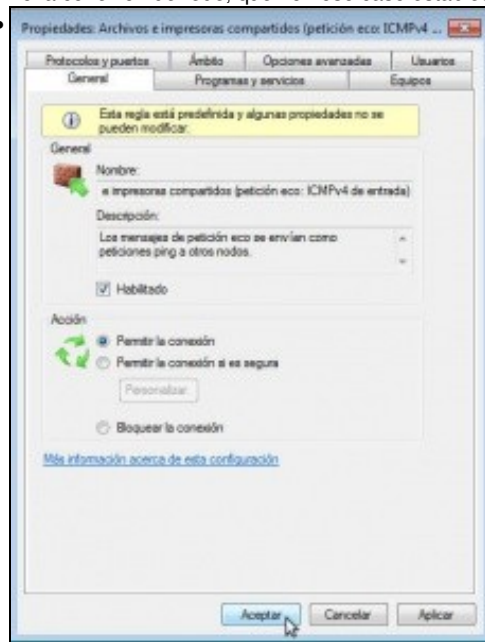 Propiedades: Archivos e impresoras compartidos (petición eco: ICMPv4 ...
Protocolos y puertos Ámbito Opciones avanzadas Usuarios
General Programas y servicios Equipos
Esta regla está predefinida y algunas propiedades no se
pueden modificar.
General
Nombre:
e impresoras compartidos (petición eco: ICMPv4 de entrada)
Descripción:
Los mensajes de petición eco se envían como
peticiones ping a otros nodos.
Habilitado
Acción
Permitir la conexión
Permitir la conexión si es segura
Personalizar...
Bloquear la conexión
Más información acerca de esta configuración
Aceptar Cancelar Aplicar